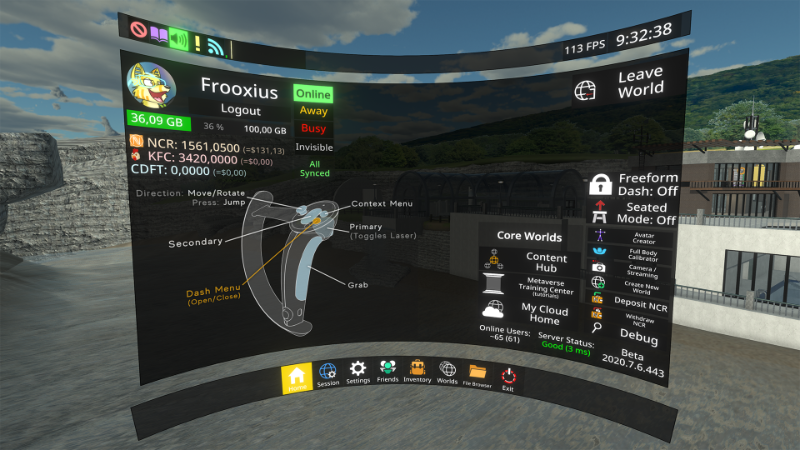 113 FPS 9:32:38
Frooxius
Logout
36,09 GB
36 %
100,00 GB
Online
Away
Busy
Invisible
All
Synced
NCR: 1561,0500 (=$131,13)
KFC: 3420,0000 (=$0,00)
CDFT: 0,0000 (=$0,00)
Leave
World
Direction: Move/Rotate
Press: Jump
Context Menu
Secondary
Primary
(Toggles Laser)
Dash Menu
(Open/Close)
Grab
Core Worlds
Content
Hub
Metaverse
Training Center
(tutorials)
My Cloud
Home
Online Users:
~65 (61)
Server Status:
Good (3 ms)
Freeform
Dash: Off
Seated
Mode: Off
Avatar
Creator
Full Body
Calibrator
Camera /
Streaming
Create New
World
Deposit NCR
Withdraw
NCR
Debug
Beta
2020.7.6.443
Home
Session
Settings
Friends
Inventory
Worlds
File Browser
Exit